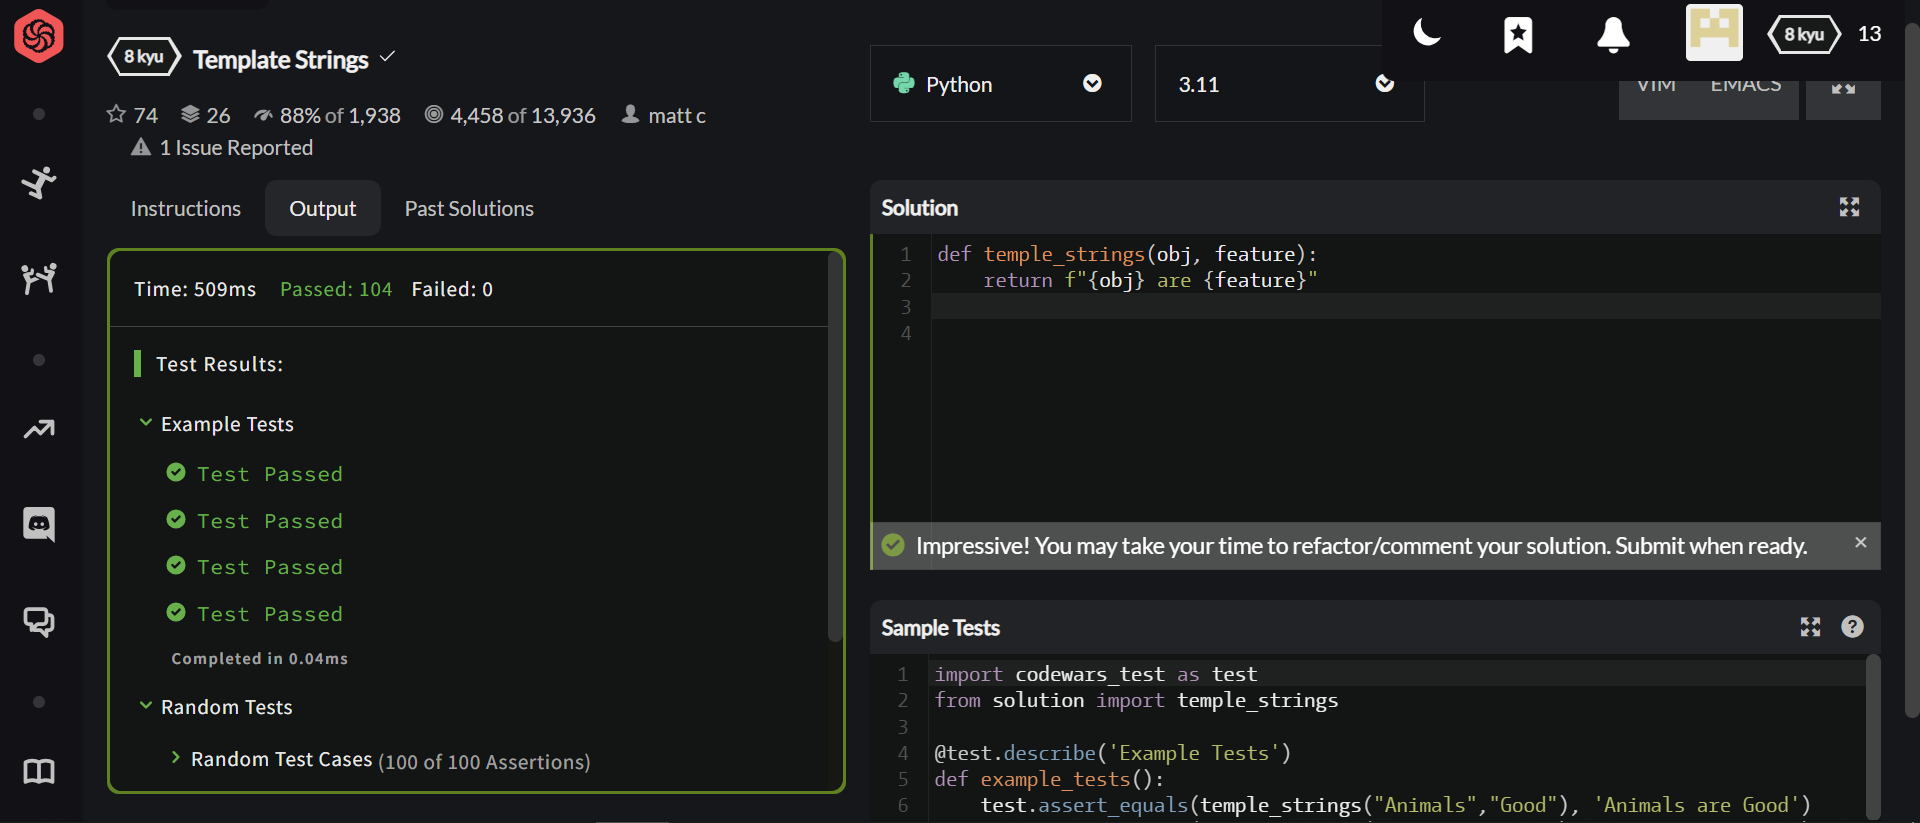 8 kyu Template Strings
74 26 88% of 1,938 4,458 of 13,936 matt c
1 Issue Reported
Instructions Output Past Solutions
Time: 509ms Passed: 104 Failed: 0
Test Results:
Example Tests
Test Passed
Test Passed
Test Passed
Test Passed
Completed in 0.04ms
Random Tests
Random Test Cases (100 of 100 Assertions)
8 kyu 13
Python 3.11 VIM EMACS
Solution
1 def temple_strings(obj, feature):
2     return f"{obj} are {feature}"
3
4
Impressive! You may take your time to refactor/comment your solution. Submit when ready. ×
Sample Tests ?
1 import codewars_test as test
2 from solution import temple_strings
3
4 @test.describe('Example Tests')
5 def example_tests():
6     test.assert_equals(temple_strings("Animals","Good"), 'Animals are Good')